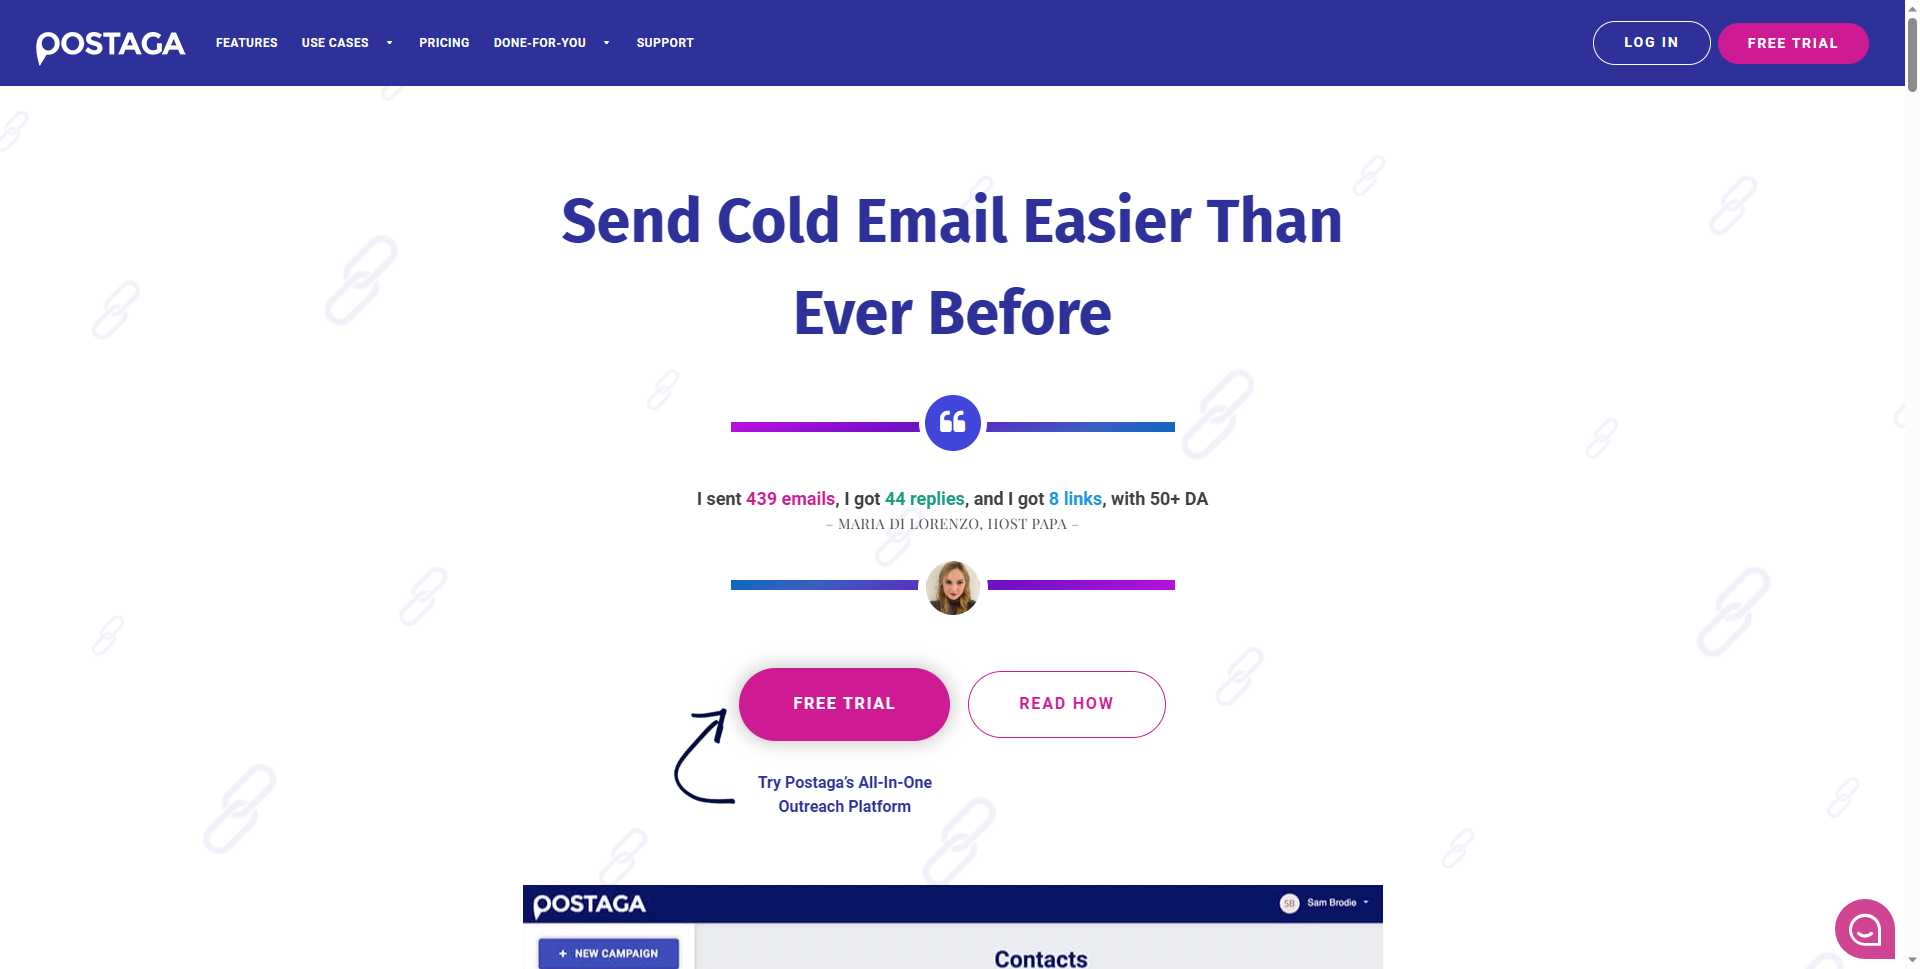 POSTAGA
FEATURES
USE CASES
PRICING
DONE-FOR-YOU
SUPPORT
LOG IN
FREE TRIAL
Send Cold Email Easier Than
Ever Before
I sent 439 emails, I got 44 replies, and I got 8 links, with 50+ DA
– MARIA DI LORENZO, HOST PAPA –
FREE TRIAL
READ HOW
Try Postaga’s All-In-One
Outreach Platform
POSTAGA
SB
Sam Brodie
+ NEW CAMPAIGN
Contacts